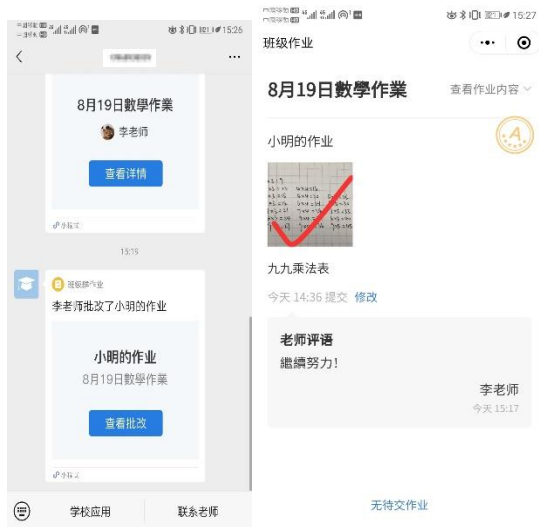 15:26
8月19日數學作業
李老师
查看详情
小程序
15:19
班级群作业
李老师批改了小明的作业
小明的作业
8月19日數學作業
查看批改
小程序
学校应用
联系老师
15:27
班级作业
8月19日數學作業
查看作业内容
小明的作业
A
九九乘法表
今天 14:36 提交 修改
老师评语
繼續努力！
李老师
今天 15:17
无待交作业